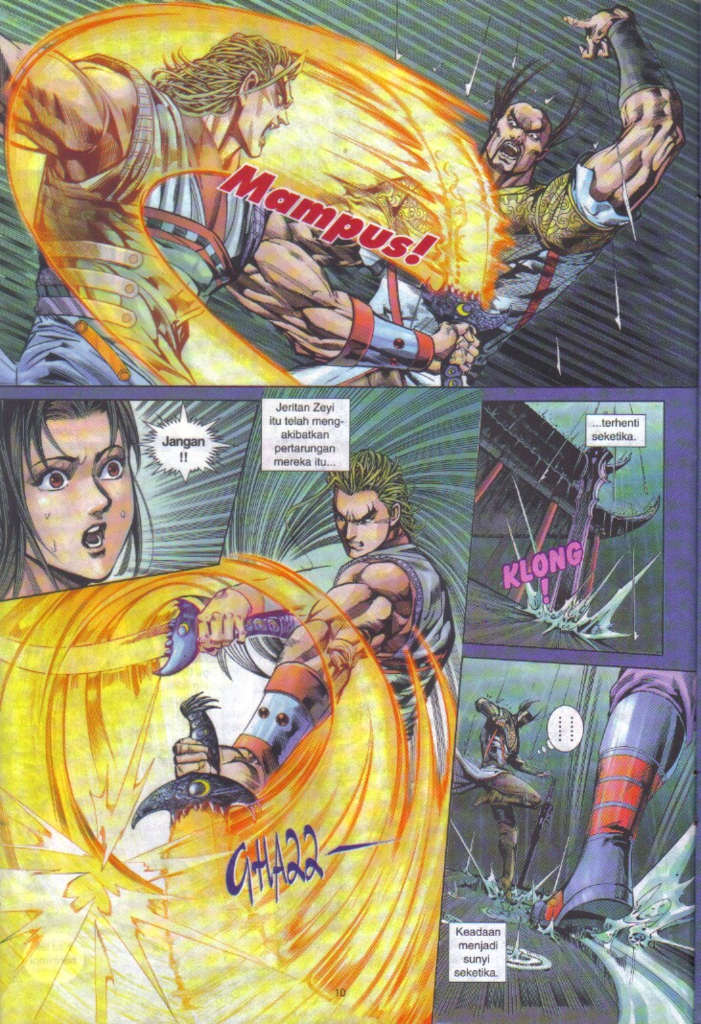 Mampus!
Jangan
!!
Jeritan Zeyi
itu telah meng-
akibatkan
pertarungan
mereka itu...
...terhenti
seketika.
KLONG
!
GHAZZ
Keadaan
menjadi
sunyi
seketika.
10